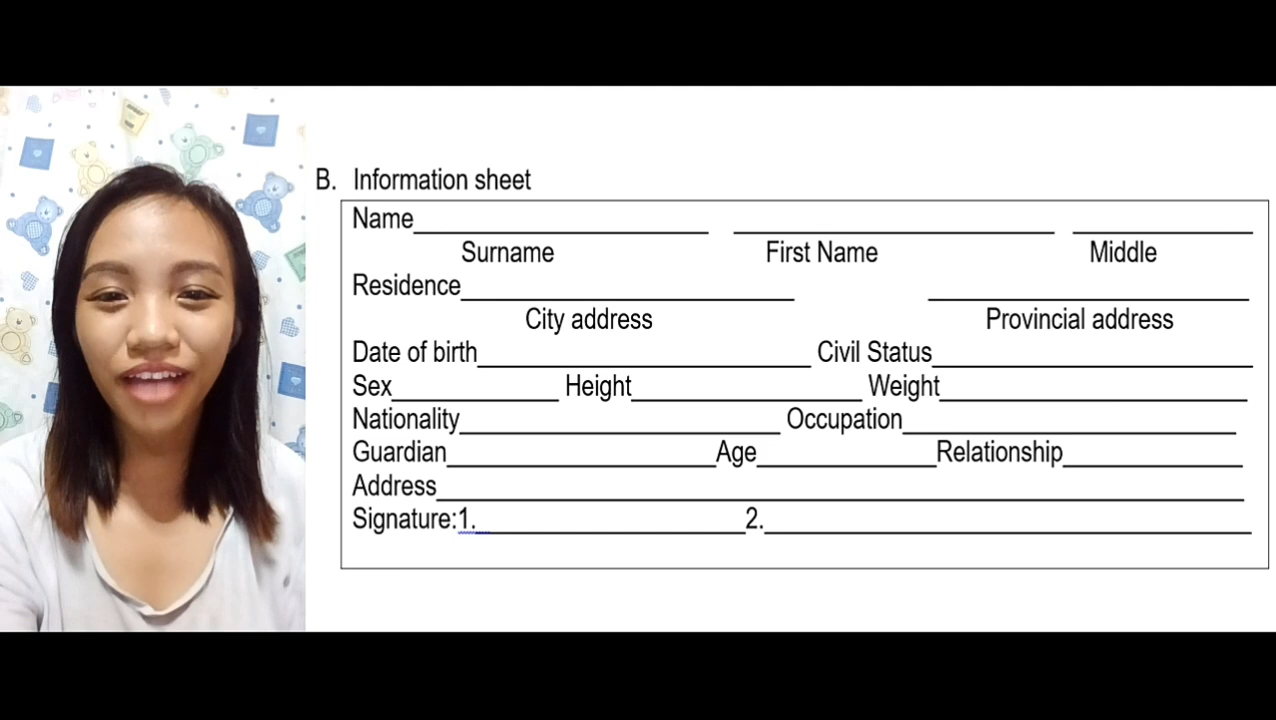 B. Information sheet
Name
Surname First Name Middle
Residence
City address Provincial address
Date of birth Civil Status
Sex Height Weight
Nationality Occupation
Guardian Age Relationship
Address
Signature:1. 2.